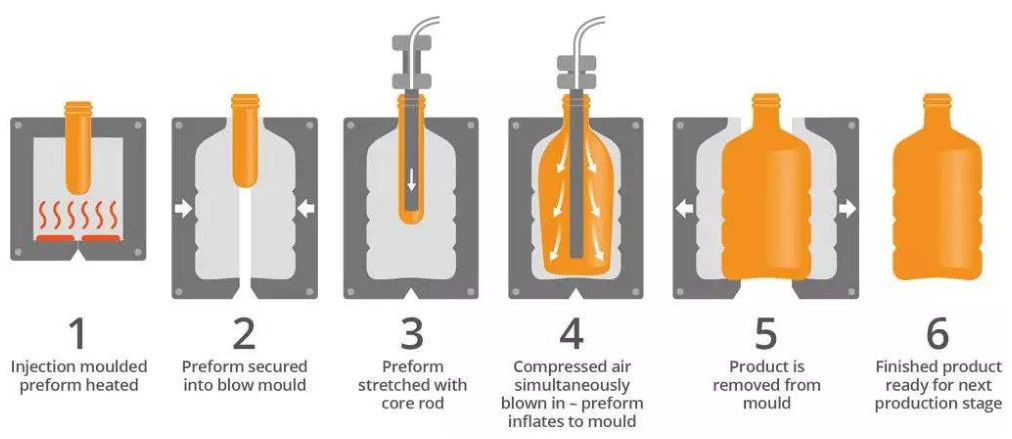 1
Injection moulded
preform heated
2
Preform secured
into blow mould
3
Preform
stretched with
core rod
4
Compressed air
simultaneously
blown in – preform
inflates to mould
5
Product is
removed from
mould
6
Finished product
ready for next
production stage